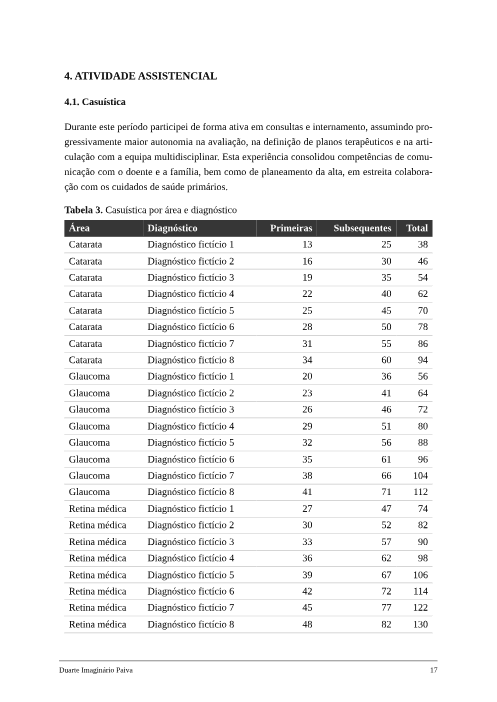 4. ATIVIDADE ASSISTENCIAL
4.1. Casuística
Durante este período participei de forma ativa em consultas e internamento, assumindo pro-
gressivamente maior autonomia na avaliação, na definição de planos terapêuticos e na arti-
culação com a equipa multidisciplinar. Esta experiência consolidou competências de comu-
nicação com o doente e a família, bem como de planeamento da alta, em estreita colabora-
ção com os cuidados de saúde primários.
Tabela 3. Casuística por área e diagnóstico
Área Diagnóstico Primeiras Subsequentes Total
Catarata Diagnóstico fictício 1 13 25 38
Catarata Diagnóstico fictício 2 16 30 46
Catarata Diagnóstico fictício 3 19 35 54
Catarata Diagnóstico fictício 4 22 40 62
Catarata Diagnóstico fictício 5 25 45 70
Catarata Diagnóstico fictício 6 28 50 78
Catarata Diagnóstico fictício 7 31 55 86
Catarata Diagnóstico fictício 8 34 60 94
Glaucoma Diagnóstico fictício 1 20 36 56
Glaucoma Diagnóstico fictício 2 23 41 64
Glaucoma Diagnóstico fictício 3 26 46 72
Glaucoma Diagnóstico fictício 4 29 51 80
Glaucoma Diagnóstico fictício 5 32 56 88
Glaucoma Diagnóstico fictício 6 35 61 96
Glaucoma Diagnóstico fictício 7 38 66 104
Glaucoma Diagnóstico fictício 8 41 71 112
Retina médica Diagnóstico fictício 1 27 47 74
Retina médica Diagnóstico fictício 2 30 52 82
Retina médica Diagnóstico fictício 3 33 57 90
Retina médica Diagnóstico fictício 4 36 62 98
Retina médica Diagnóstico fictício 5 39 67 106
Retina médica Diagnóstico fictício 6 42 72 114
Retina médica Diagnóstico fictício 7 45 77 122
Retina médica Diagnóstico fictício 8 48 82 130
Duarte Imaginário Paiva 17